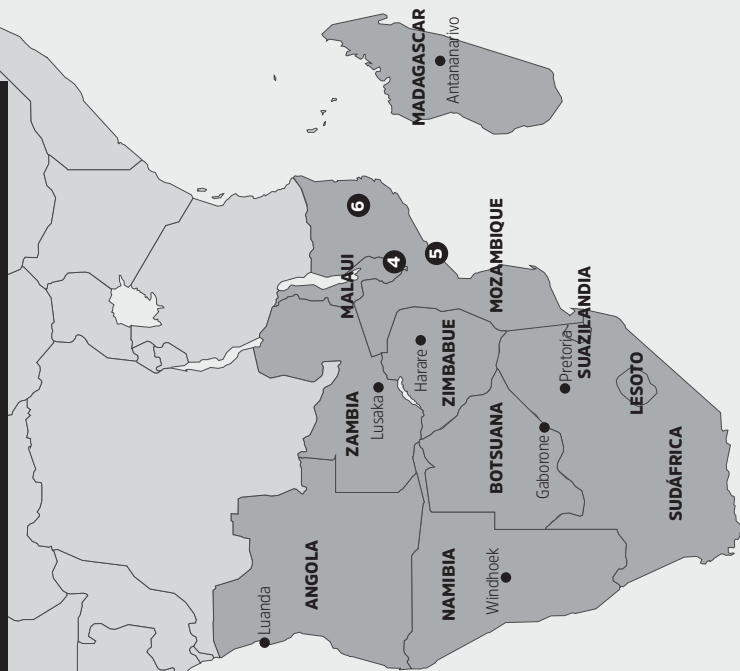 MADAGASCAR
Antananarivo
6
4
5
MALAUI
MOZAMBIQUE
SUAZILANDIA
Harare
ZIMBABUE
Pretoria
LESOTO
ZAMBIA
Lusaka
BOTSUANA
Gaborone
SUDÁFRICA
Luanda
ANGOLA
NAMIBIA
Windhoek